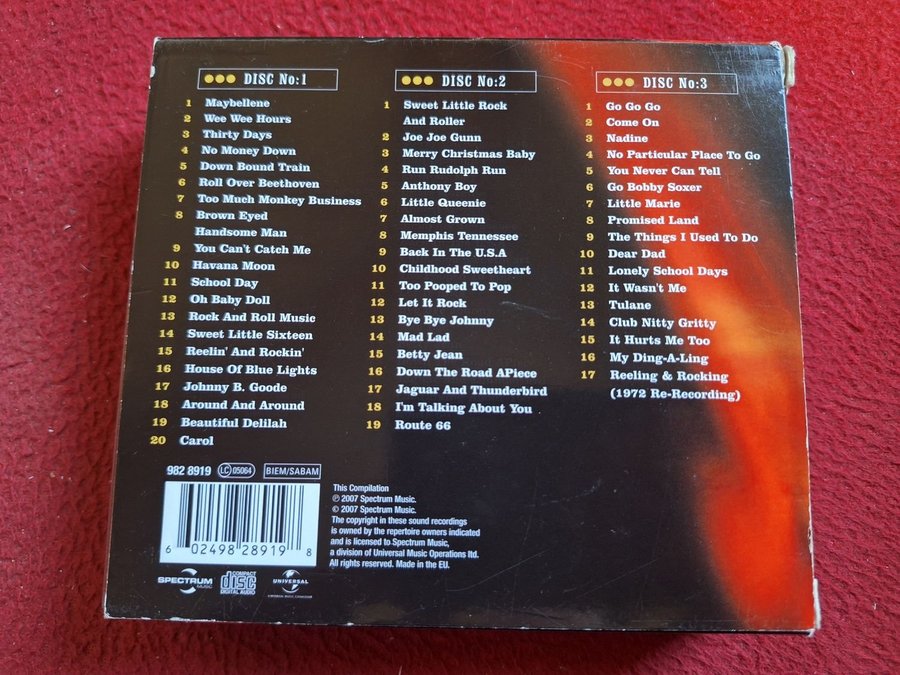 DISC No:1
1 Maybellene
2 Wee Wee Hours
3 Thirty Days
4 No Money Down
5 Down Bound Train
6 Roll Over Beethoven
7 Too Much Monkey Business
8 Brown Eyed
Handsome Man
9 You Can't Catch Me
10 Havana Moon
11 School Day
12 Oh Baby Doll
13 Rock And Roll Music
14 Sweet Little Sixteen
15 Reelin' And Rockin'
16 House Of Blue Lights
17 Johnny B. Goode
18 Around And Around
19 Beautiful Delilah
20 Carol
DISC No:2
1 Sweet Little Rock
And Roller
2 Joe Joe Gunn
3 Merry Christmas Baby
4 Run Rudolph Run
5 Anthony Boy
6 Little Queenie
7 Almost Grown
8 Memphis Tennessee
9 Back In The U.S.A
10 Childhood Sweetheart
11 Too Pooped To Pop
12 Let It Rock
13 Bye Bye Johnny
14 Mad Lad
15 Betty Jean
16 Down The Road APiece
17 Jaguar And Thunderbird
18 I'm Talking About You
19 Route 66
DISC No:3
1 Go Go Go
2 Come On
3 Nadine
4 No Particular Place To Go
5 You Never Can Tell
6 Go Bobby Soxer
7 Little Marie
8 Promised Land
9 The Things I Used To Do
10 Dear Dad
11 Lonely School Days
12 It Wasn't Me
13 Tulane
14 Club Nitty Gritty
15 It Hurts Me Too
16 My Ding-A-Ling
17 Reeling & Rocking
(1972 Re-Recording)
982 8919 LC 05064 BIEM/SABAM
6 02498 28919 8
This Compilation
℗ 2007 Spectrum Music.
© 2007 Spectrum Music.
The copyright in these sound recordings
is owned by the repertoire owners indicated
and is licensed to Spectrum Music,
a division of Universal Music Operations ltd.
All rights reserved. Made in the EU.
SPECTRUM
MUSIC
COMPACT
disc
DIGITAL AUDIO
UNIVERSAL